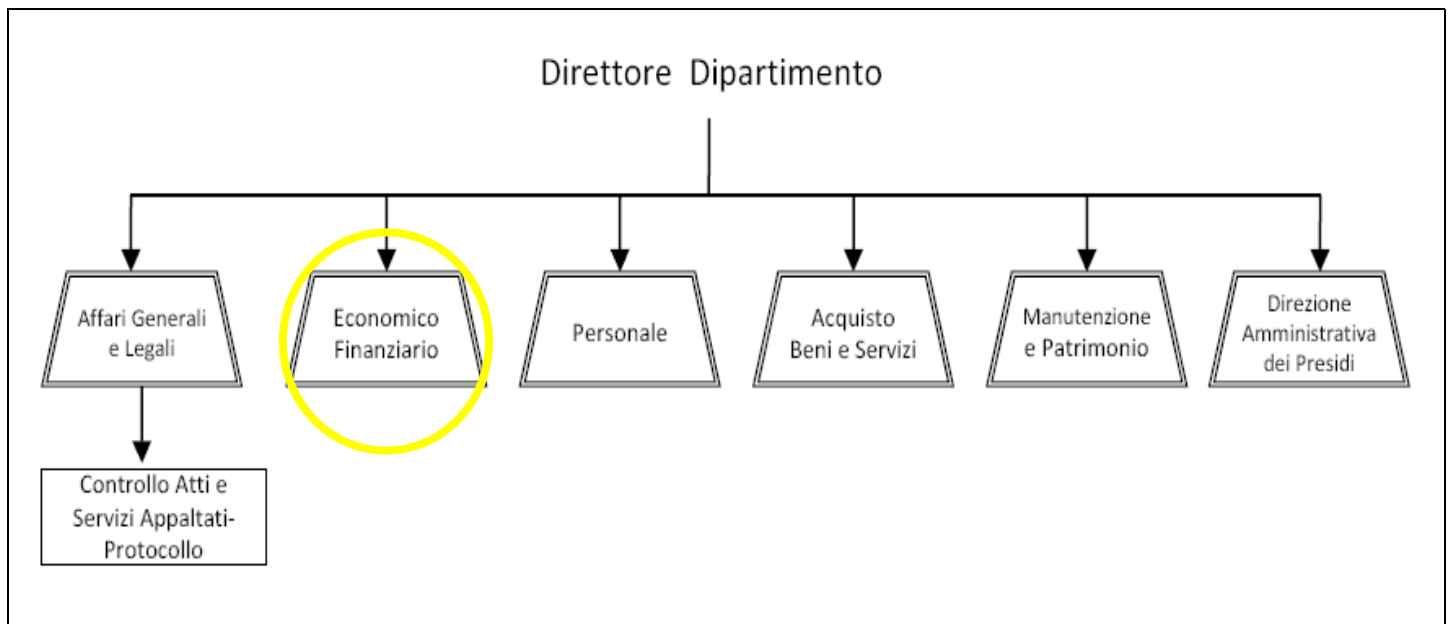 Direttore Dipartimento
Affari Generali
e Legali
Economico
Finanziario
Personale
Acquisto
Beni e Servizi
Manutenzione
e Patrimonio
Direzione
Amministrativa
dei Presidi
Controllo Atti e
Servizi Appaltati-
Protocollo